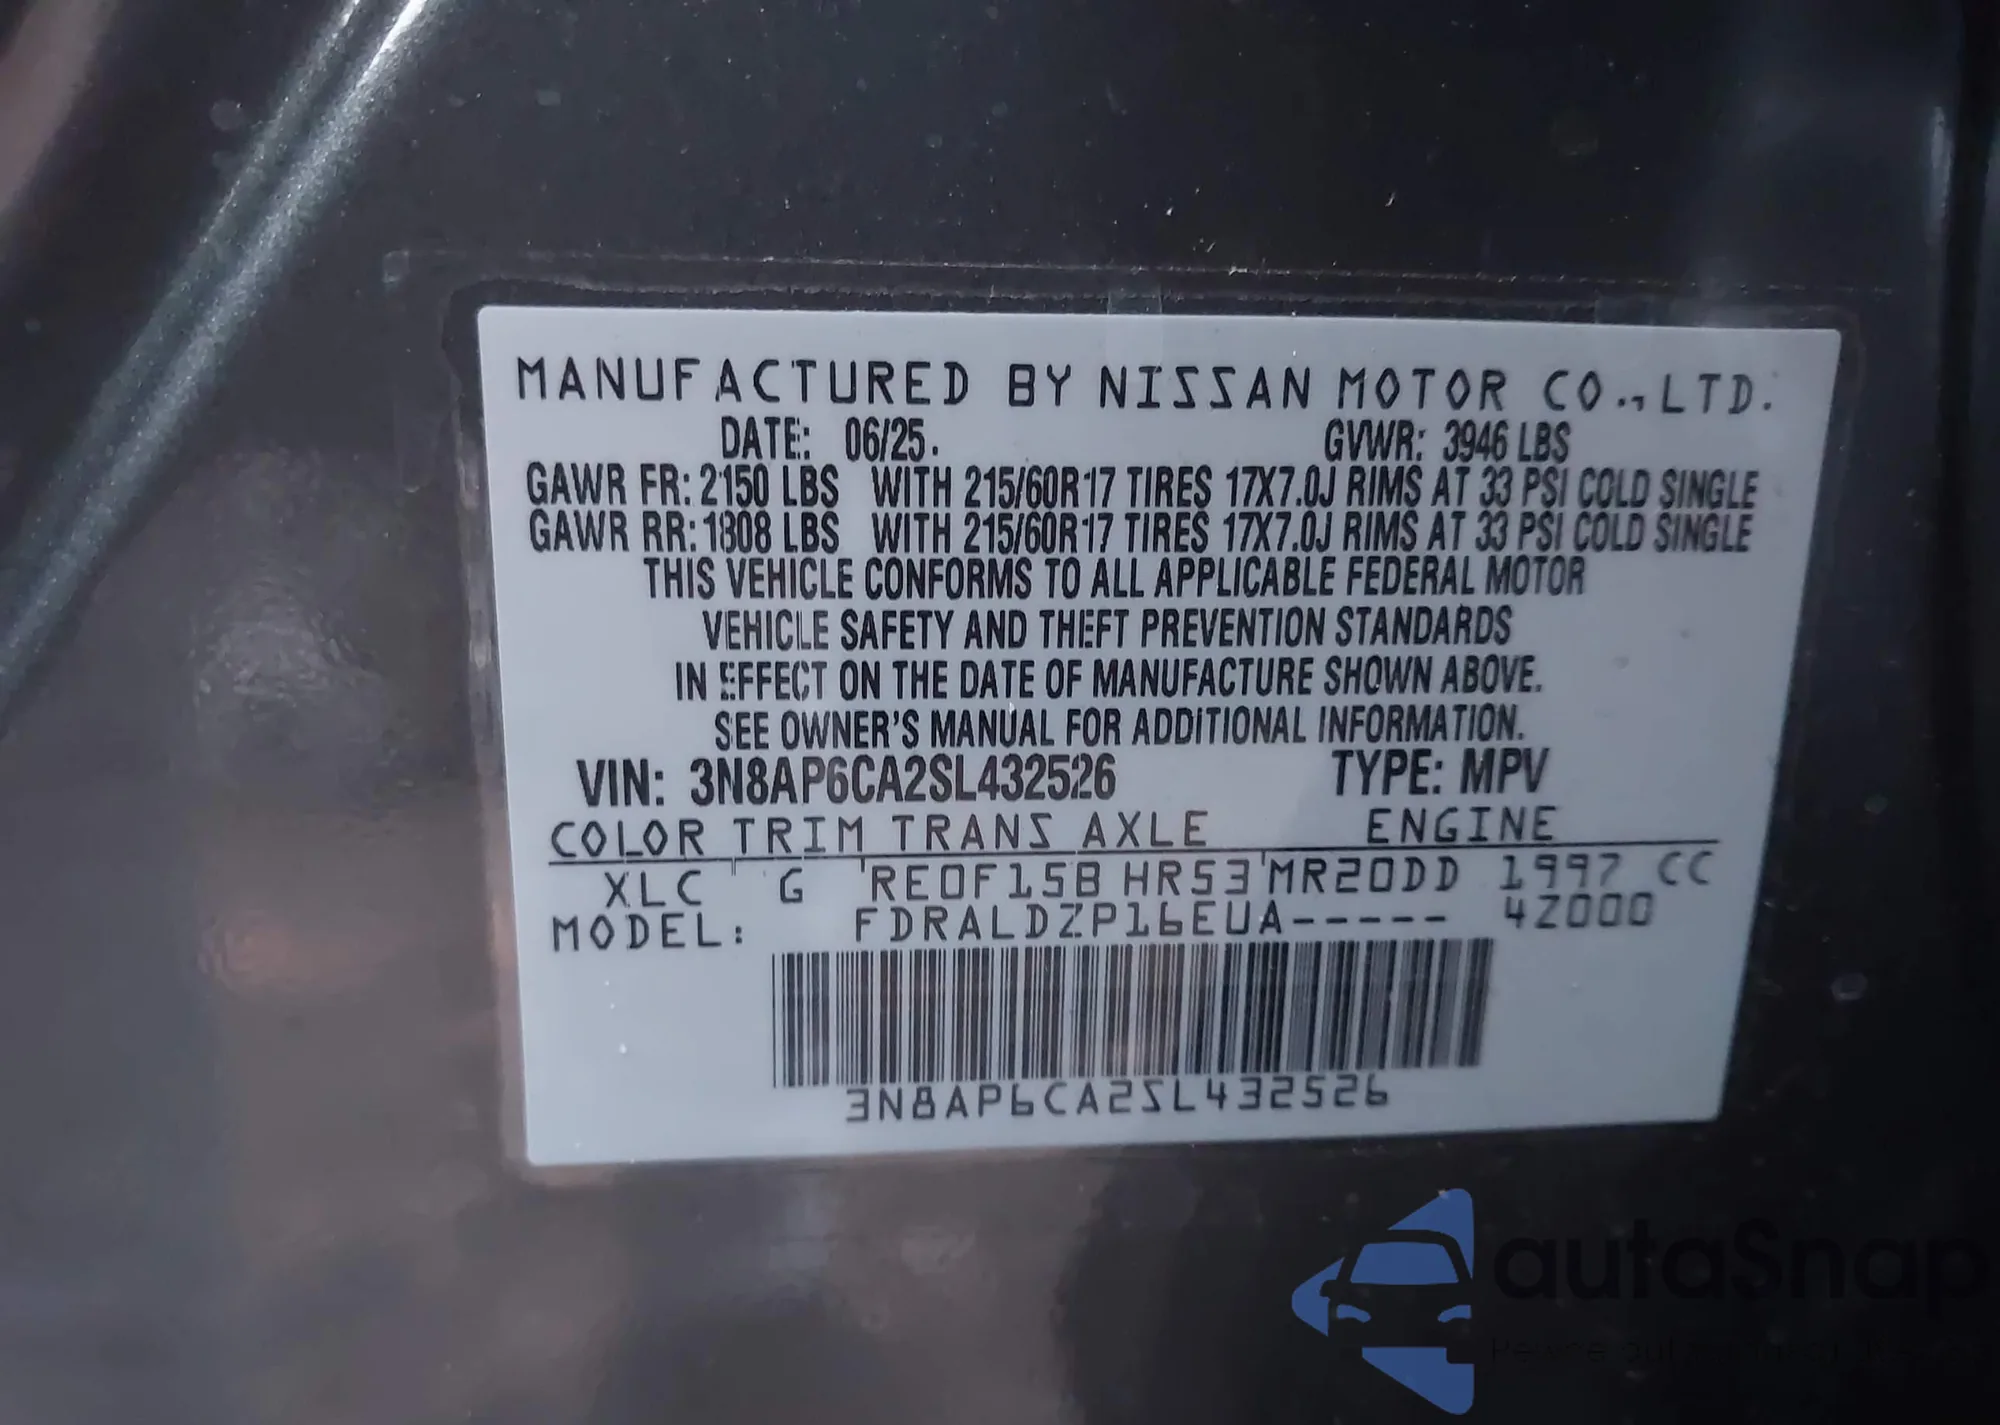 MANUFACTURED BY NISSAN MOTOR CO.,LTD.
DATE: 06/25. GVWR: 3946 LBS
GAWR FR: 2150 LBS WITH 215/60R17 TIRES 17X7.0J RIMS AT 33 PSI COLD SINGLE
GAWR RR: 1808 LBS WITH 215/60R17 TIRES 17X7.0J RIMS AT 33 PSI COLD SINGLE
THIS VEHICLE CONFORMS TO ALL APPLICABLE FEDERAL MOTOR
VEHICLE SAFETY AND THEFT PREVENTION STANDARDS
IN EFFECT ON THE DATE OF MANUFACTURE SHOWN ABOVE.
SEE OWNER'S MANUAL FOR ADDITIONAL INFORMATION.
VIN: 3N8AP6CA2SL432526 TYPE: MPV
COLOR TRIM TRANS AXLE ENGINE
XLC G RE0F15B HR53 MR20DD 1997 CC
MODEL: FDRALDZP16EUA----- 4Z000
3N8AP6CA2SL432526
autaSnap